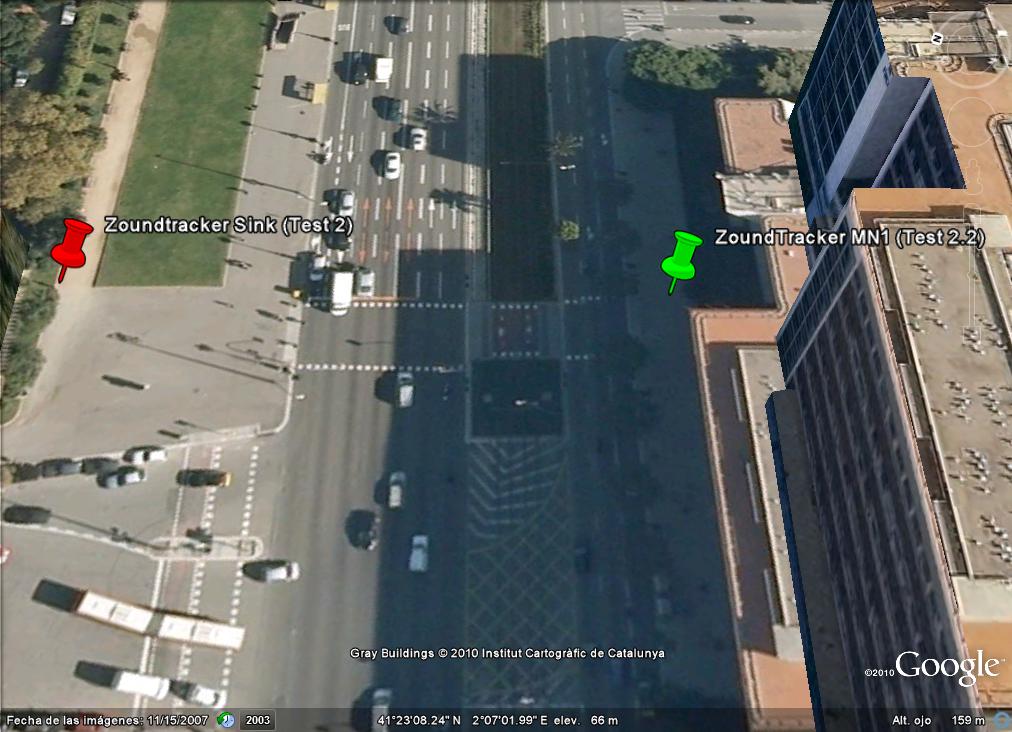 N
Zoundtracker Sink (Test 2)
ZoundTracker MN1 (Test 2.2)
Gray Buildings © 2010 Institut Cartogràfic de Catalunya
©2010 Google™
Fecha de las imágenes: 11/15/2007 2003 41°23'08.24" N 2°07'01.99" E elev. 66 m Alt. ojo 159 m